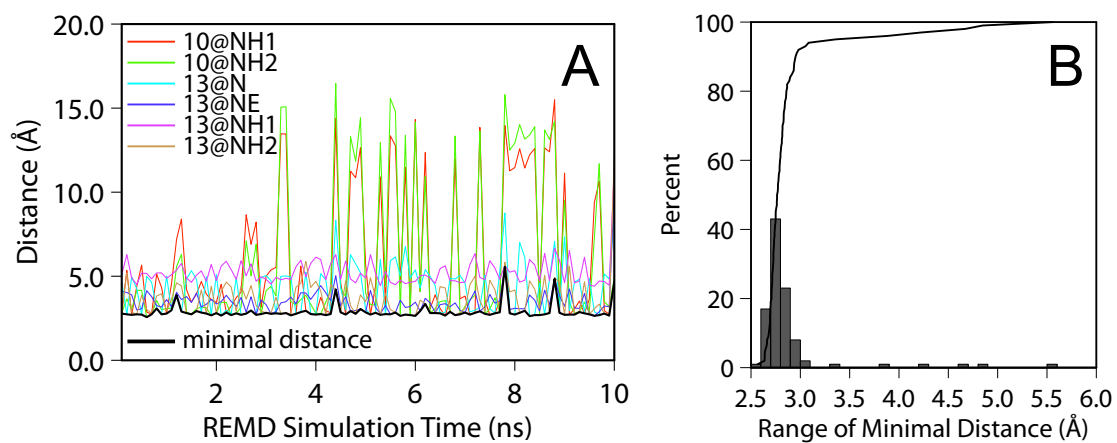 20.0
15.0
10.0
5.0
0.0
Distance (Å)
10@NH1
10@NH2
13@N
13@NE
13@NH1
13@NH2
A
minimal distance
2
4
6
8
10
REMD Simulation Time (ns)
100
80
60
40
20
0
Percent
B
2.5
3.0
3.5
4.0
4.5
5.0
5.5
6.0
Range of Minimal Distance (Å)